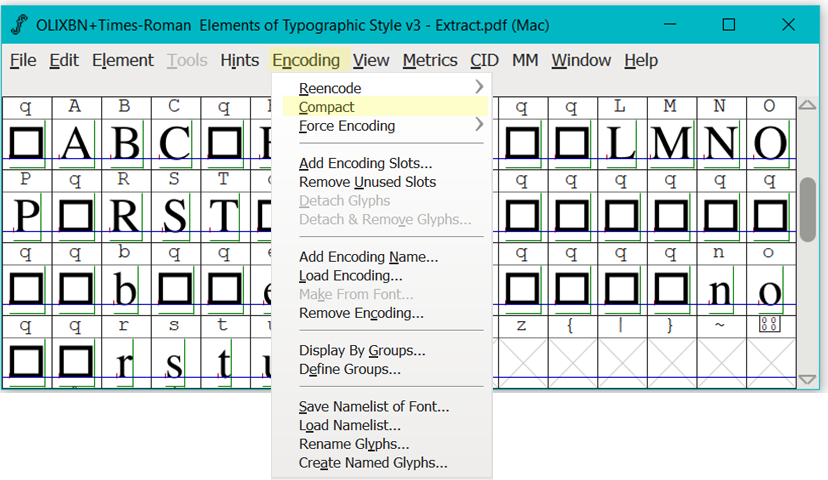 OLIXBN+Times-Roman Elements of Typographic Style v3 - Extract.pdf (Mac)
File Edit Element Tools Hints Encoding View Metrics CID MM Window Help
q A B C q q q L M N O
A B C L M N O
P q R S T q q q q q q
P R S T
q q b q q e q q q q n o
b e n o
q q r s t u z { | } ~
r s t u
Reencode
Compact
Force Encoding
Add Encoding Slots...
Remove Unused Slots
Detach Glyphs
Detach & Remove Glyphs...
Add Encoding Name...
Load Encoding...
Make From Font...
Remove Encoding...
Display By Groups...
Define Groups...
Save Namelist of Font...
Load Namelist...
Rename Glyphs...
Create Named Glyphs...